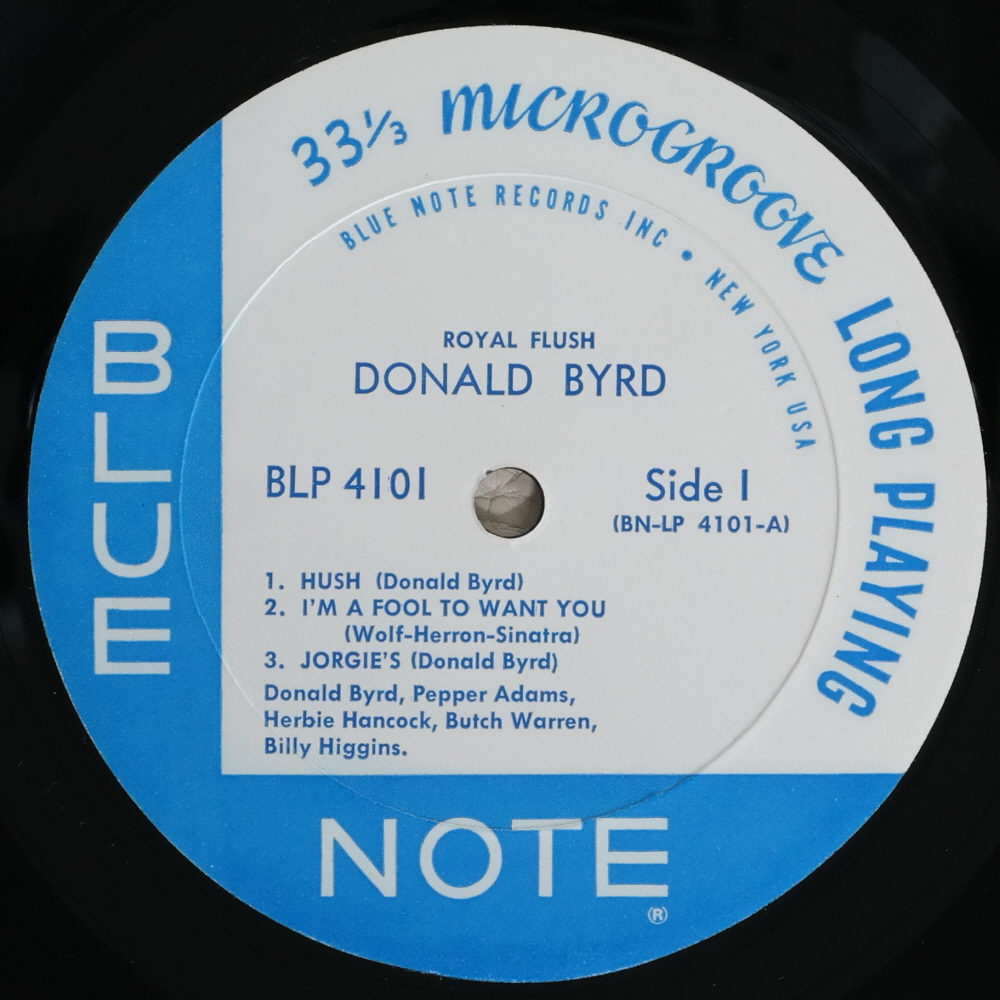 33⅓ MICROGROOVE LONG PLAYING
BLUE NOTE RECORDS INC • NEW YORK USA
ROYAL FLUSH
DONALD BYRD
BLP 4101
Side 1
(BN-LP 4101-A)
1. HUSH (Donald Byrd)
2. I'M A FOOL TO WANT YOU
(Wolf-Herron-Sinatra)
3. JORGIE'S (Donald Byrd)
Donald Byrd, Pepper Adams,
Herbie Hancock, Butch Warren,
Billy Higgins.
BLUE
NOTE
®